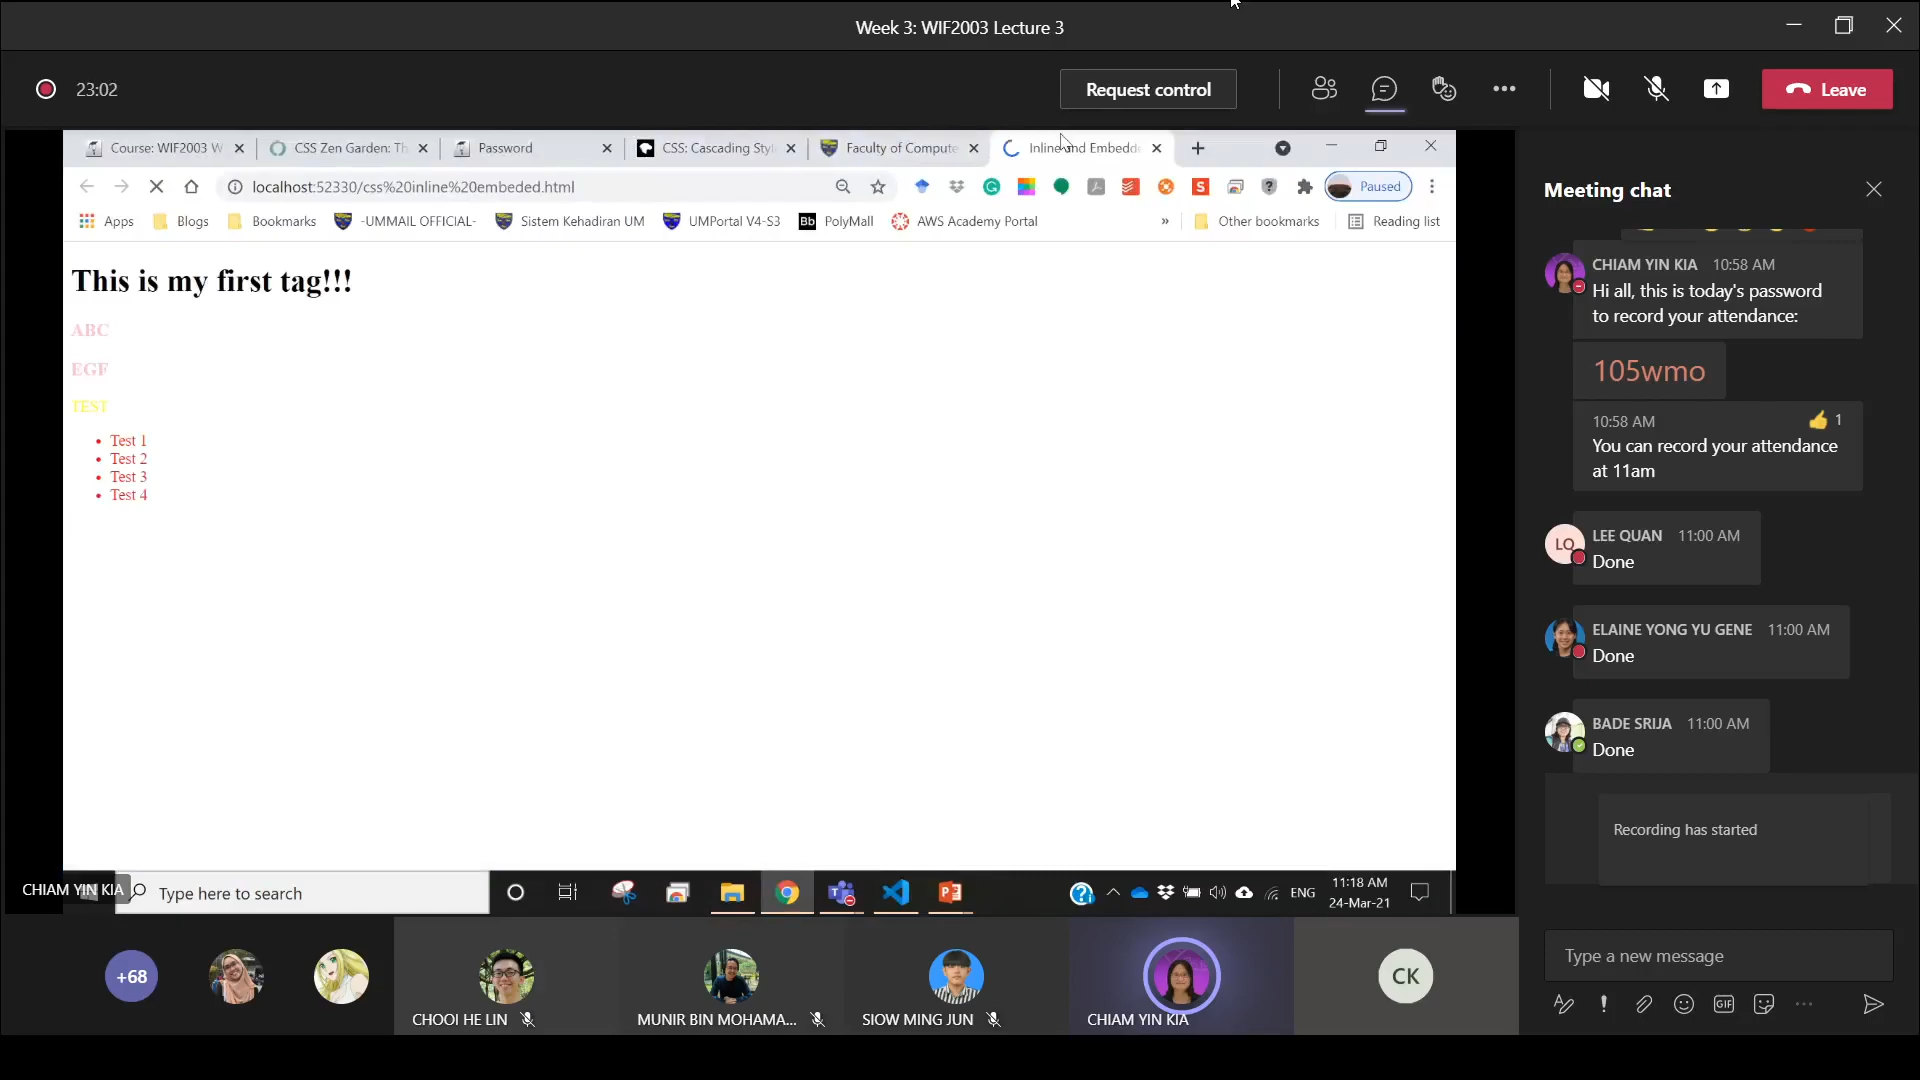 Week 3: WIF2003 Lecture 3
23:02
Request control
Leave
Course: WIF2003 W
CSS Zen Garden: Th
Password
CSS: Cascading Styl
Faculty of Compute
Inline and Embedd
localhost:52330/css%20inline%20embeded.html
Paused
Apps
Blogs
Bookmarks
-UMMAIL OFFICIAL-
Sistem Kehadiran UM
UMPortal V4-S3
Bb PolyMall
AWS Academy Portal
»
Other bookmarks
Reading list
This is my first tag!!!
ABC
EGF
TEST
• Test 1
• Test 2
• Test 3
• Test 4
CHIAM YIN KIA
Type here to search
ENG
11:18 AM
24-Mar-21
+68
CHOOI HE LIN
MUNIR BIN MOHAMA...
SIOW MING JUN
CHIAM YIN KIA
CK
Meeting chat
CHIAM YIN KIA 10:58 AM
Hi all, this is today's password
to record your attendance:
105wmo
10:58 AM
1
You can record your attendance
at 11am
LQ
LEE QUAN 11:00 AM
Done
ELAINE YONG YU GENE 11:00 AM
Done
BADE SRIJA 11:00 AM
Done
Recording has started
Type a new message
GIF